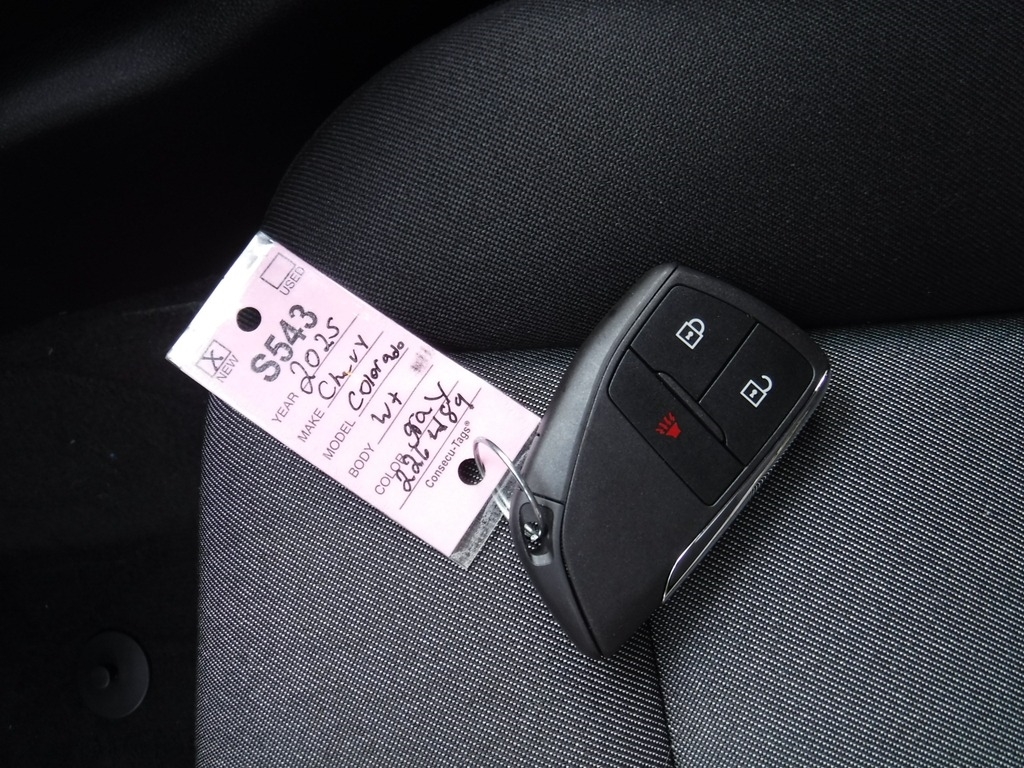 USED
X NEW
S543
YEAR 2025
MAKE Chevy
MODEL Colorado
BODY WT
COLOR gray
226489
Consecu-Tags®